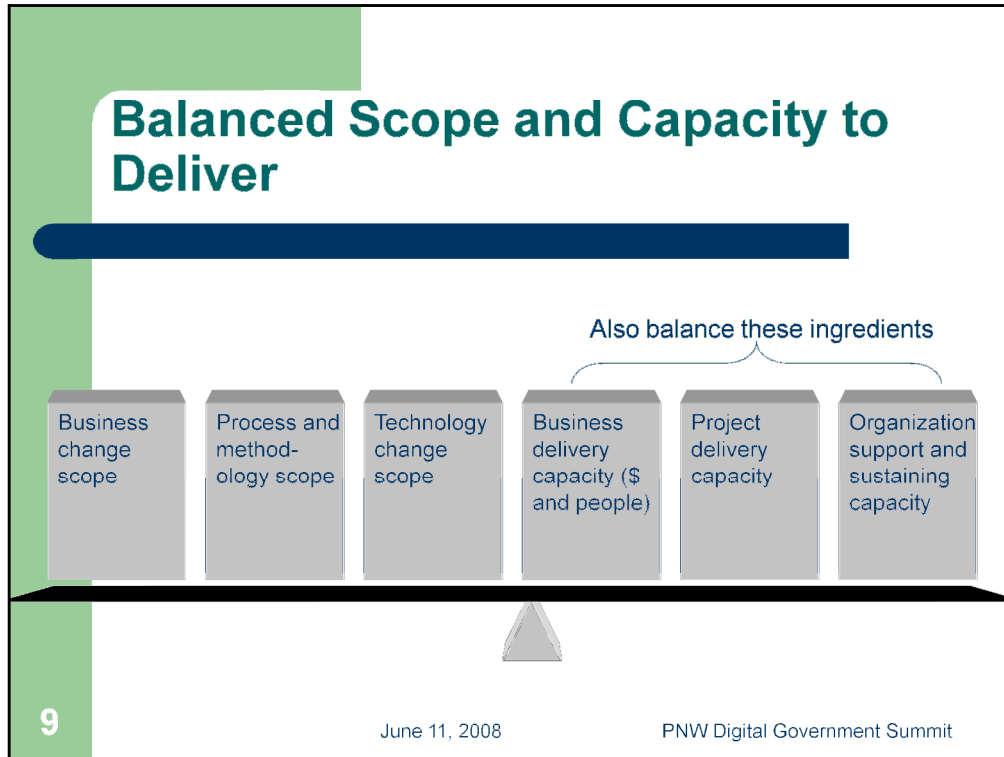 Balanced Scope and Capacity to
Deliver
Also balance these ingredients
Business
change
scope
Process and
method-
ology scope
Technology
change
scope
Business
delivery
capacity ($
and people)
Project
delivery
capacity
Organization
support and
sustaining
capacity
9
June 11, 2008
PNW Digital Government Summit